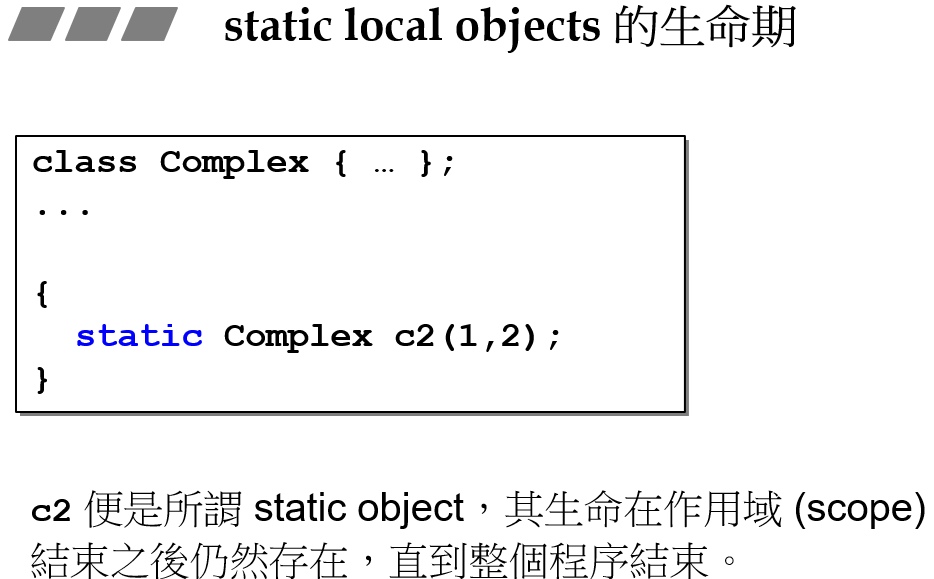 static local objects 的生命期
class Complex { … };
...
{
static Complex c2(1,2);
}
c2 便是所謂 static object，其生命在作用域 (scope)
結束之後仍然存在，直到整個程序結束。